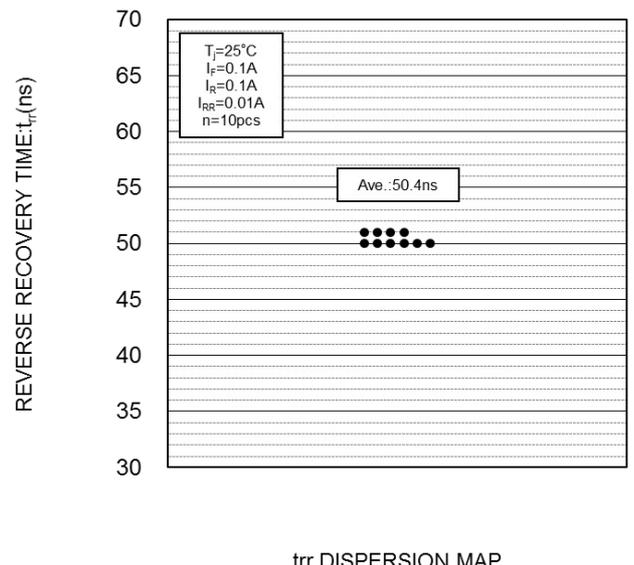 70
65
60
55
50
45
40
35
30
REVERSE RECOVERY TIME:trr(ns)
Tj=25°C
IF=0.1A
IR=0.1A
IRR=0.01A
n=10pcs
Ave.:50.4ns
trr DISPERSION MAP